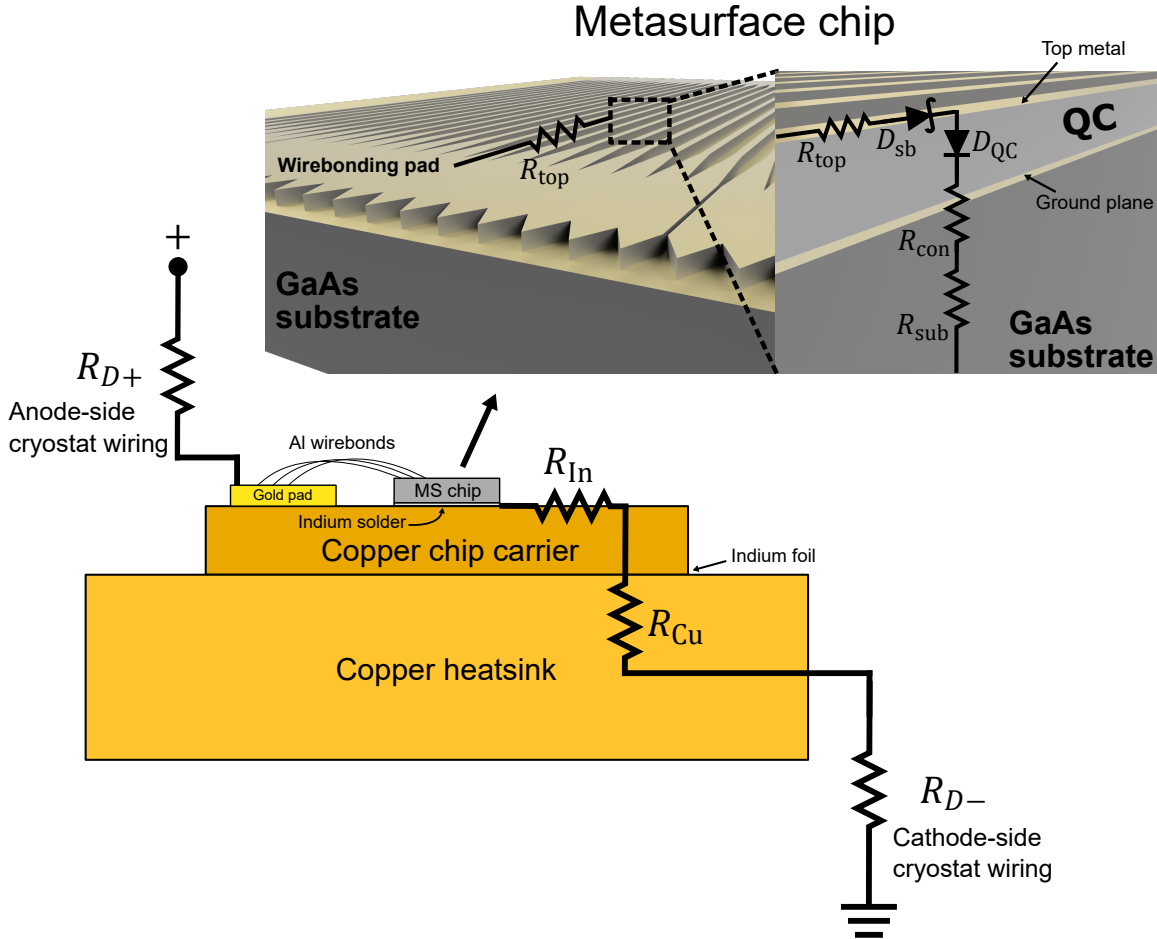 Metasurface chip
Top metal
QC
D_sb
D_QC
R_top
Wirebonding pad
R_top
Ground plane
R_con
GaAs
substrate
R_sub
GaAs
substrate
+
R_D+
Anode-side
cryostat wiring
Al wirebonds
R_In
Gold pad
MS chip
Indium solder
Copper chip carrier
Indium foil
R_Cu
Copper heatsink
R_D−
Cathode-side
cryostat wiring